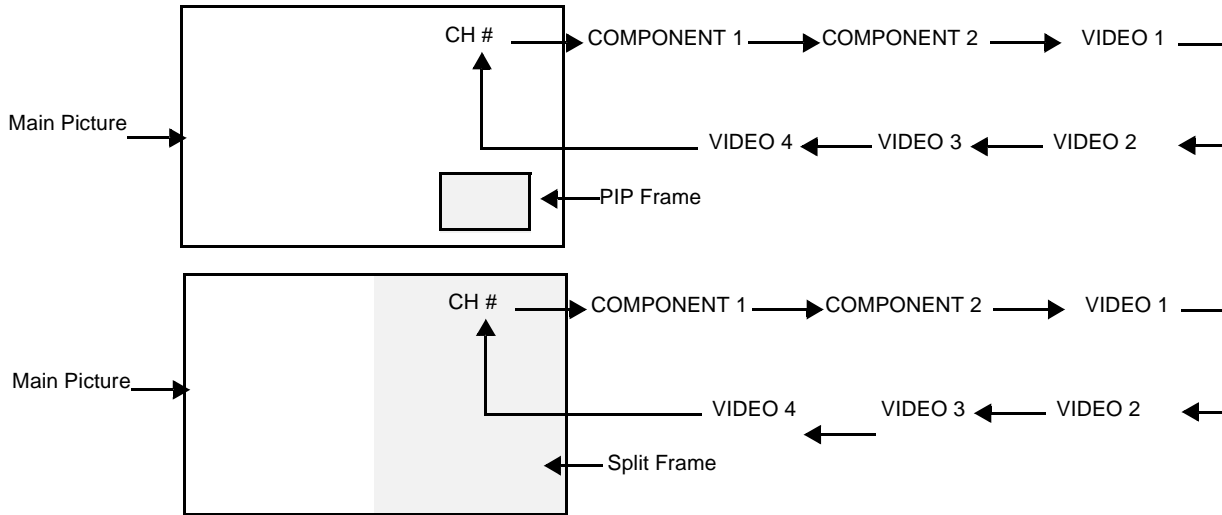 CH #
COMPONENT 1
COMPONENT 2
VIDEO 1
Main Picture
VIDEO 4
VIDEO 3
VIDEO 2
PIP Frame
CH #
COMPONENT 1
COMPONENT 2
VIDEO 1
Main Picture
VIDEO 4
VIDEO 3
VIDEO 2
Split Frame